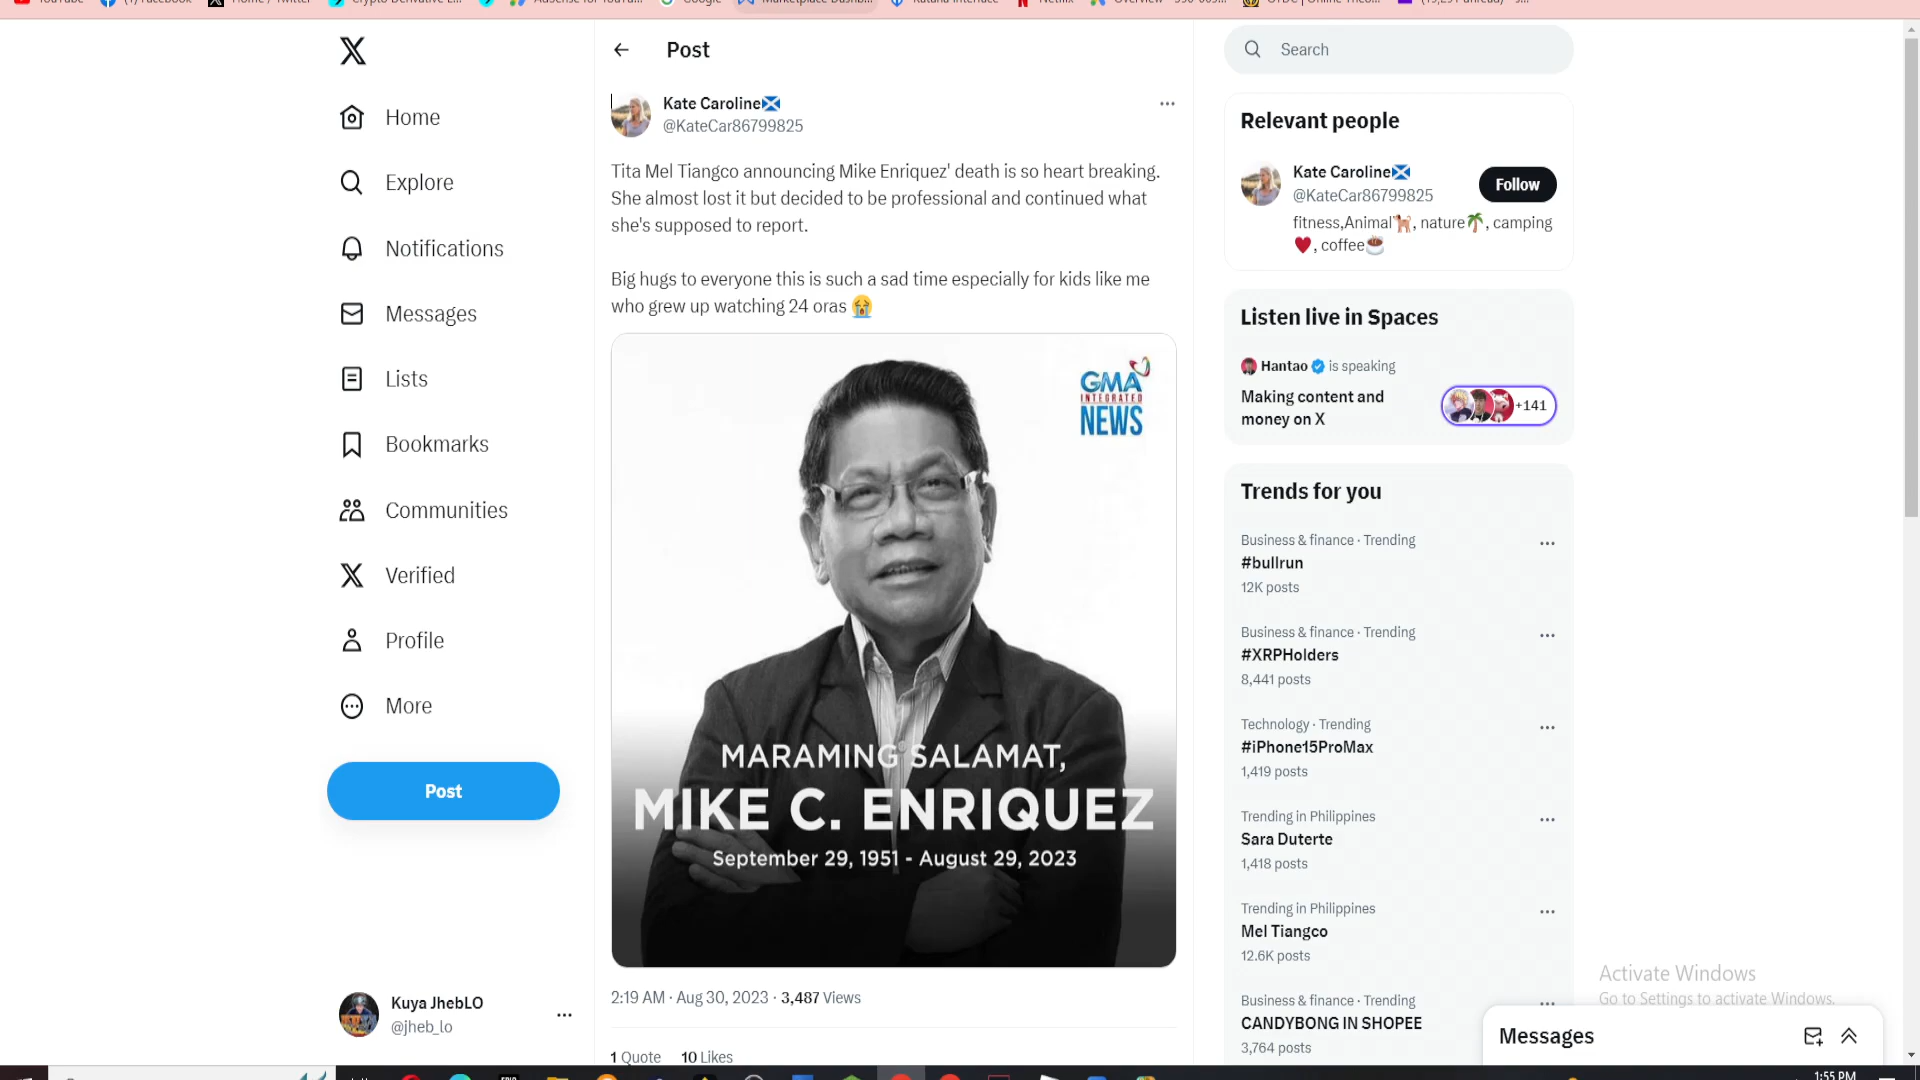 Home
Explore
Notifications
Messages
Lists
Bookmarks
Communities
Verified
Profile
More
Post
Kuya JhebLO
@jheb_lo
Post
Kate Caroline
@KateCar86799825
Tita Mel Tiangco announcing Mike Enriquez' death is so heart breaking.
She almost lost it but decided to be professional and continued what
she's supposed to report.
Big hugs to everyone this is such a sad time especially for kids like me
who grew up watching 24 oras 😭
GMA
INTEGRATED
NEWS
MARAMING SALAMAT,
MIKE C. ENRIQUEZ
September 29, 1951 - August 29, 2023
2:19 AM · Aug 30, 2023 · 3,487 Views
1 Quote 10 Likes
Search
Relevant people
Kate Caroline
@KateCar86799825
Follow
fitness,Animal🐕, nature🌴, camping
♥, coffee☕
Listen live in Spaces
Hantao is speaking
Making content and
money on X
+141
Trends for you
Business & finance · Trending
#bullrun
12K posts
Business & finance · Trending
#XRPHolders
8,441 posts
Technology · Trending
#iPhone15ProMax
1,419 posts
Trending in Philippines
Sara Duterte
1,418 posts
Trending in Philippines
Mel Tiangco
12.6K posts
Business & finance · Trending
CANDYBONG IN SHOPEE
3,764 posts
Activate Windows
Go to Settings to activate Windows.
Messages
1:55 PM